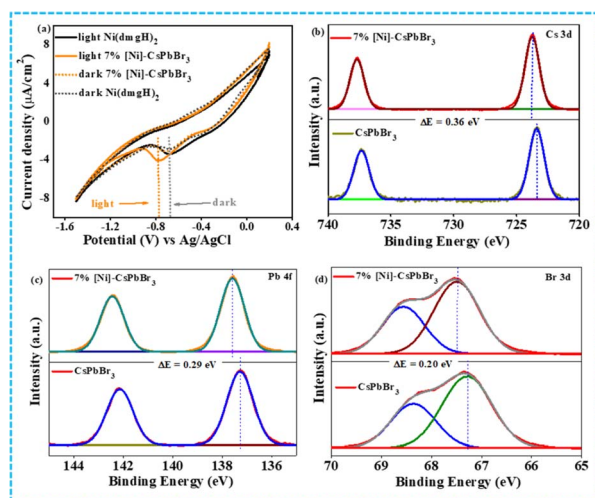 (a)
light Ni(dmgH)2
light 7% [Ni]-CsPbBr3
dark 7% [Ni]-CsPbBr3
dark Ni(dmgH)2
light
dark
Current density (μA/cm2)
8
4
0
-4
-8
-1.6 -1.2 -0.8 -0.4 0.0 0.4
Potential (V) vs Ag/AgCl
(b)
Cs 3d
7% [Ni]-CsPbBr3
ΔE = 0.36 eV
CsPbBr3
Intensity (a.u.)
740 735 730 725 720
Binding Energy (eV)
(c)
Pb 4f
7% [Ni]-CsPbBr3
ΔE = 0.29 eV
CsPbBr3
Intensity (a.u.)
144 142 140 138 136
Binding Energy (eV)
(d)
Br 3d
7% [Ni]-CsPbBr3
ΔE = 0.20 eV
CsPbBr3
Intensity (a.u.)
70 69 68 67 66 65
Binding Energy (eV)